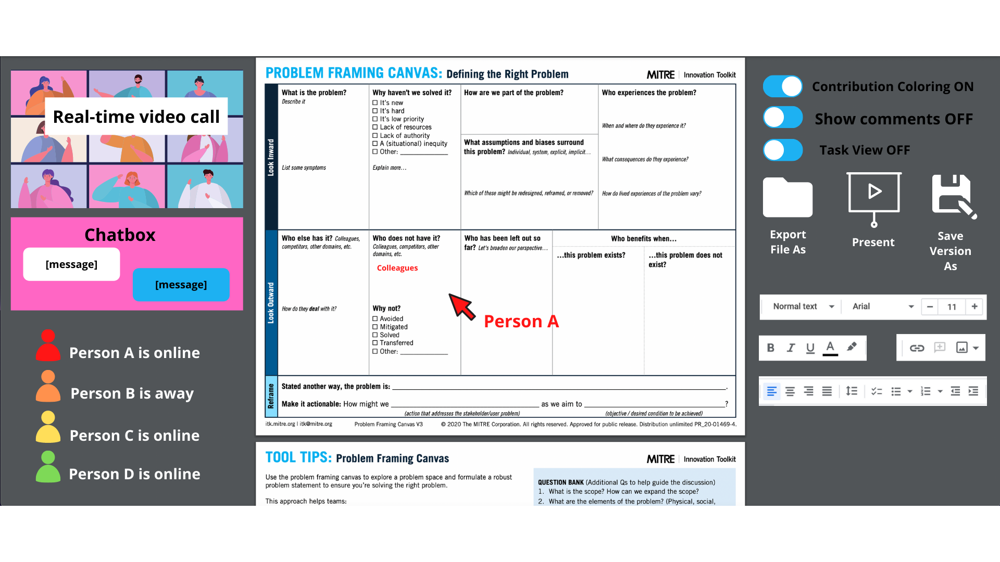 Real-time video call
Chatbox
[message]
[message]
Person A is online
Person B is away
Person C is online
Person D is online
PROBLEM FRAMING CANVAS: Defining the Right Problem
MITRE | Innovation Toolkit
Look Inward
What is the problem?
Describe it
List some symptoms
Why haven't we solved it?
It's new
It's hard
It's low priority
Lack of resources
Lack of authority
A (situational) inequity
Other: ______________
Explain more…
How are we part of the problem?
What assumptions and biases surround
this problem? Individual, system, explicit, implicit…
Which of these might be redesigned, reframed, or removed?
Who experiences the problem?
When and where do they experience it?
What consequences do they experience?
How do lived experiences of the problem vary?
Look Outward
Who else has it? Colleagues,
competitors, other domains, etc.
How do they deal with it?
Who does not have it?
Colleagues, competitors, other
domains, etc.
Colleagues
Why not?
Avoided
Mitigated
Solved
Transferred
Other: ______________
Person A
Who has been left out so
far? Let's broaden our perspective…
Who benefits when…
…this problem exists?
…this problem does not
exist?
Reframe
Stated another way, the problem is: ______________.
Make it actionable: How might we ______________ as we aim to ______________?
(action that addresses the stakeholder/user problem)
(objective / desired condition to be achieved)
itk.mitre.org | itk@mitre.org
Problem Framing Canvas V3
© 2020 The MITRE Corporation. All rights reserved. Approved for public release. Distribution unlimited PR_20-01469-4.
TOOL TIPS: Problem Framing Canvas
MITRE | Innovation Toolkit
Use the problem framing canvas to explore a problem space and formulate a robust
problem statement to ensure you're solving the right problem.
This approach helps teams:
QUESTION BANK (Additional Qs to help guide the discussion)
1. What is the scope? How can we expand the scope?
2. What are the elements of the problem? (Physical, social,
Contribution Coloring ON
Show comments OFF
Task View OFF
Export
File As
Present
Save
Version
As
Normal text
Arial
11
B I U A